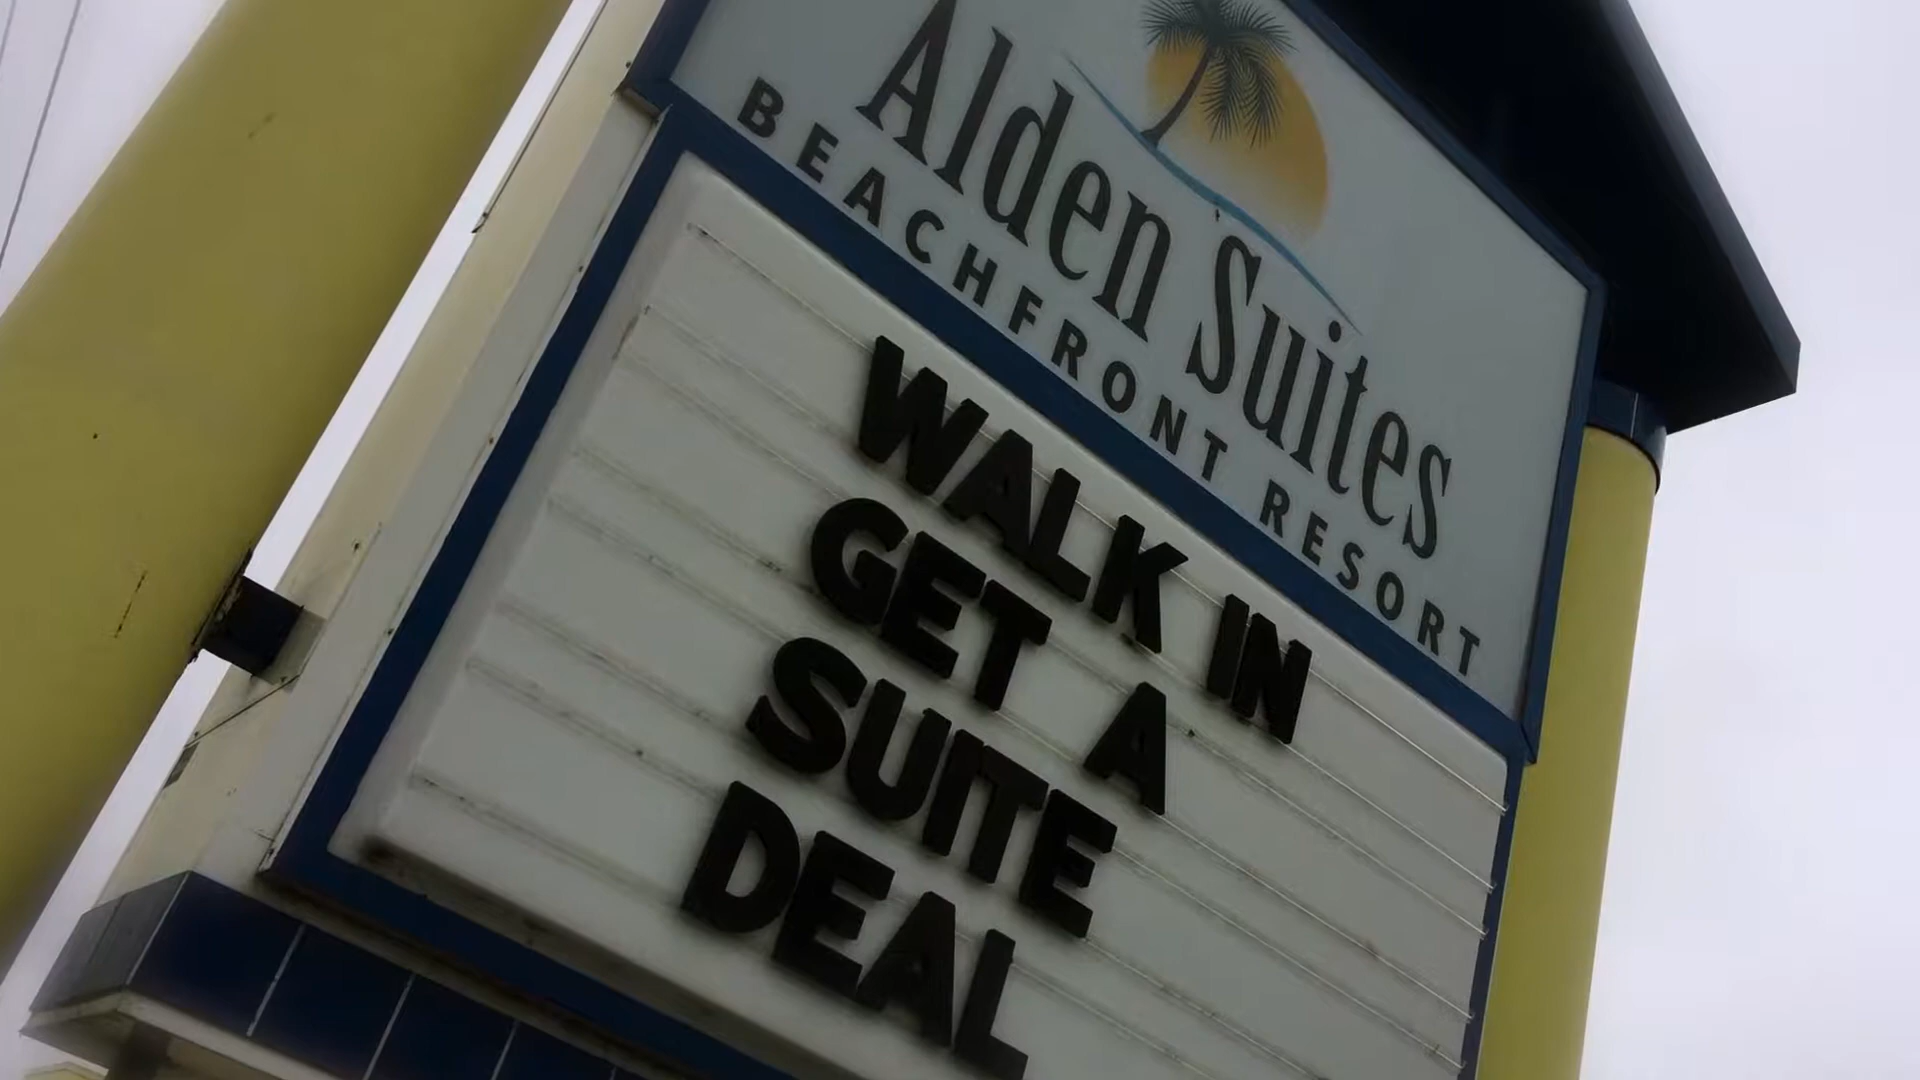 Alden Suites
BEACHFRONT RESORT
WALK IN
GET A
SUITE
DEAL